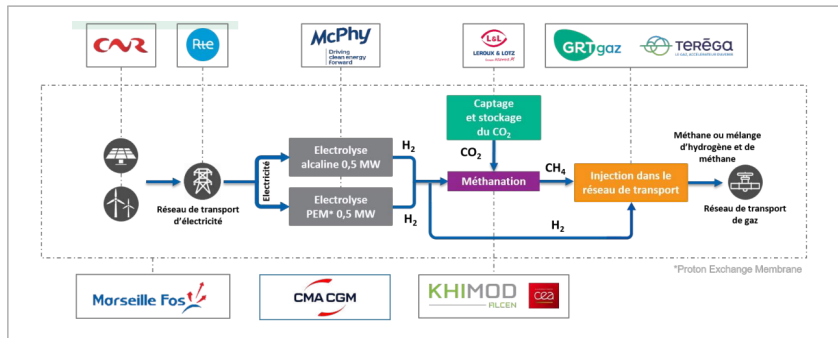 CNR
Rte
McPhy
Driving
clean energy
forward
L&L
LEROUX & LOTZ
GRTgaz
TERĒGA
Captage
et stockage
du CO₂
Electricité
Electrolyse
alcaline 0,5 MW
Electrolyse
PEM* 0,5 MW
H₂
H₂
CO₂
Méthanation
CH₄
H₂
Injection dans le
réseau de transport
Méthane ou mélange
d'hydrogène et de
méthane
Réseau de transport
d'électricité
Réseau de transport
de gaz
*Proton Exchange Membrane
Marseille Fos
CMA CGM
KHIMOD
ALCEN
cea